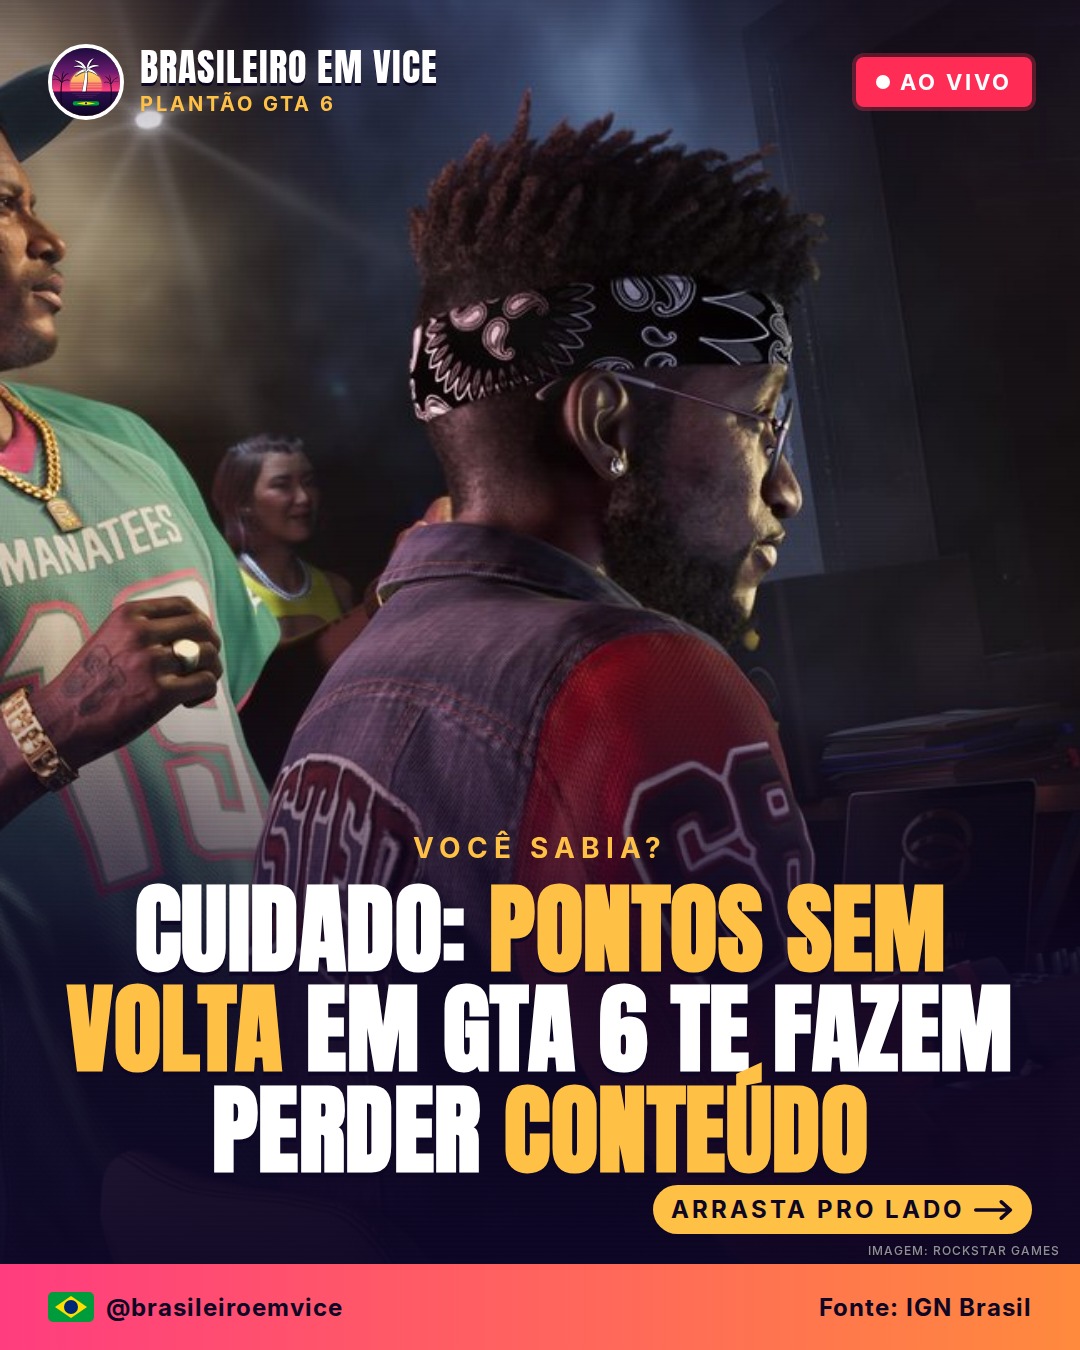 BRASILEIRO EM VICE
PLANTÃO GTA 6
AO VIVO
MANATEES
19
VOCÊ SABIA?
CUIDADO: PONTOS SEM
VOLTA EM GTA 6 TE FAZEM
PERDER CONTEÚDO
ARRASTA PRO LADO
IMAGEM: ROCKSTAR GAMES
@brasileiroemvice
Fonte: IGN Brasil